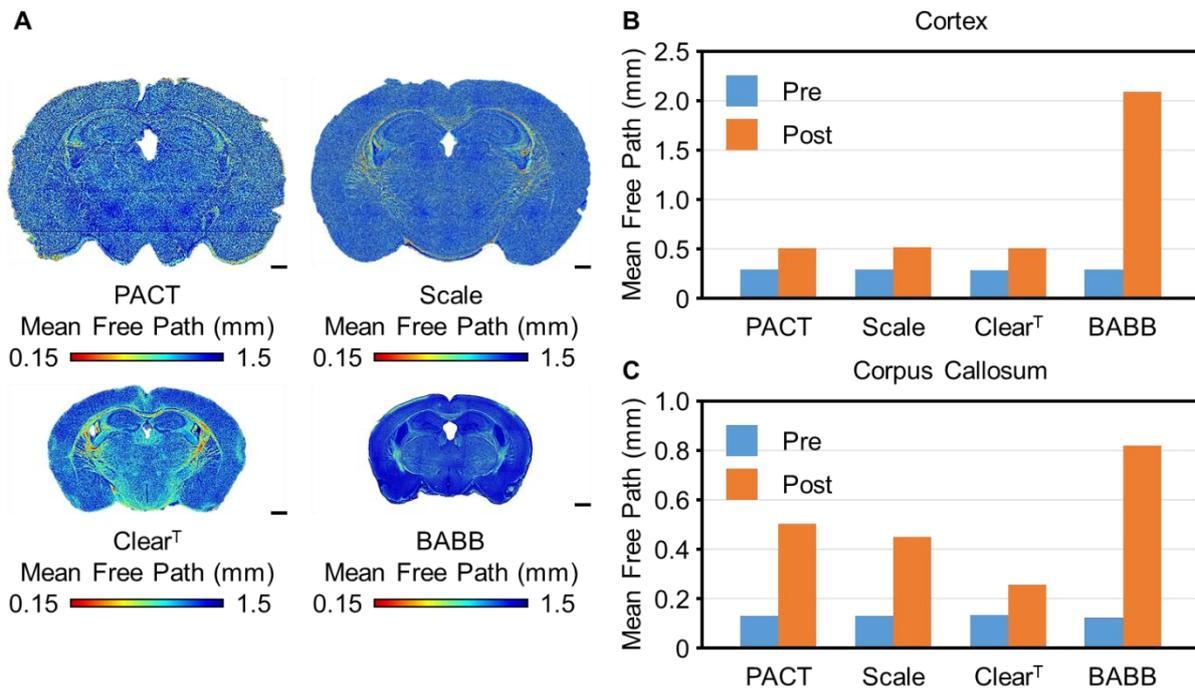 A
PACT
Mean Free Path (mm)
0.15 1.5
Scale
Mean Free Path (mm)
0.15 1.5
Clearᵀ
Mean Free Path (mm)
0.15 1.5
BABB
Mean Free Path (mm)
0.15 1.5
B
Cortex
Mean Free Path (mm)
2.5
2.0
1.5
1.0
0.5
0
Pre
Post
PACT Scale Clearᵀ BABB
C
Corpus Callosum
Mean Free Path (mm)
1.0
0.8
0.6
0.4
0.2
0
Pre
Post
PACT Scale Clearᵀ BABB